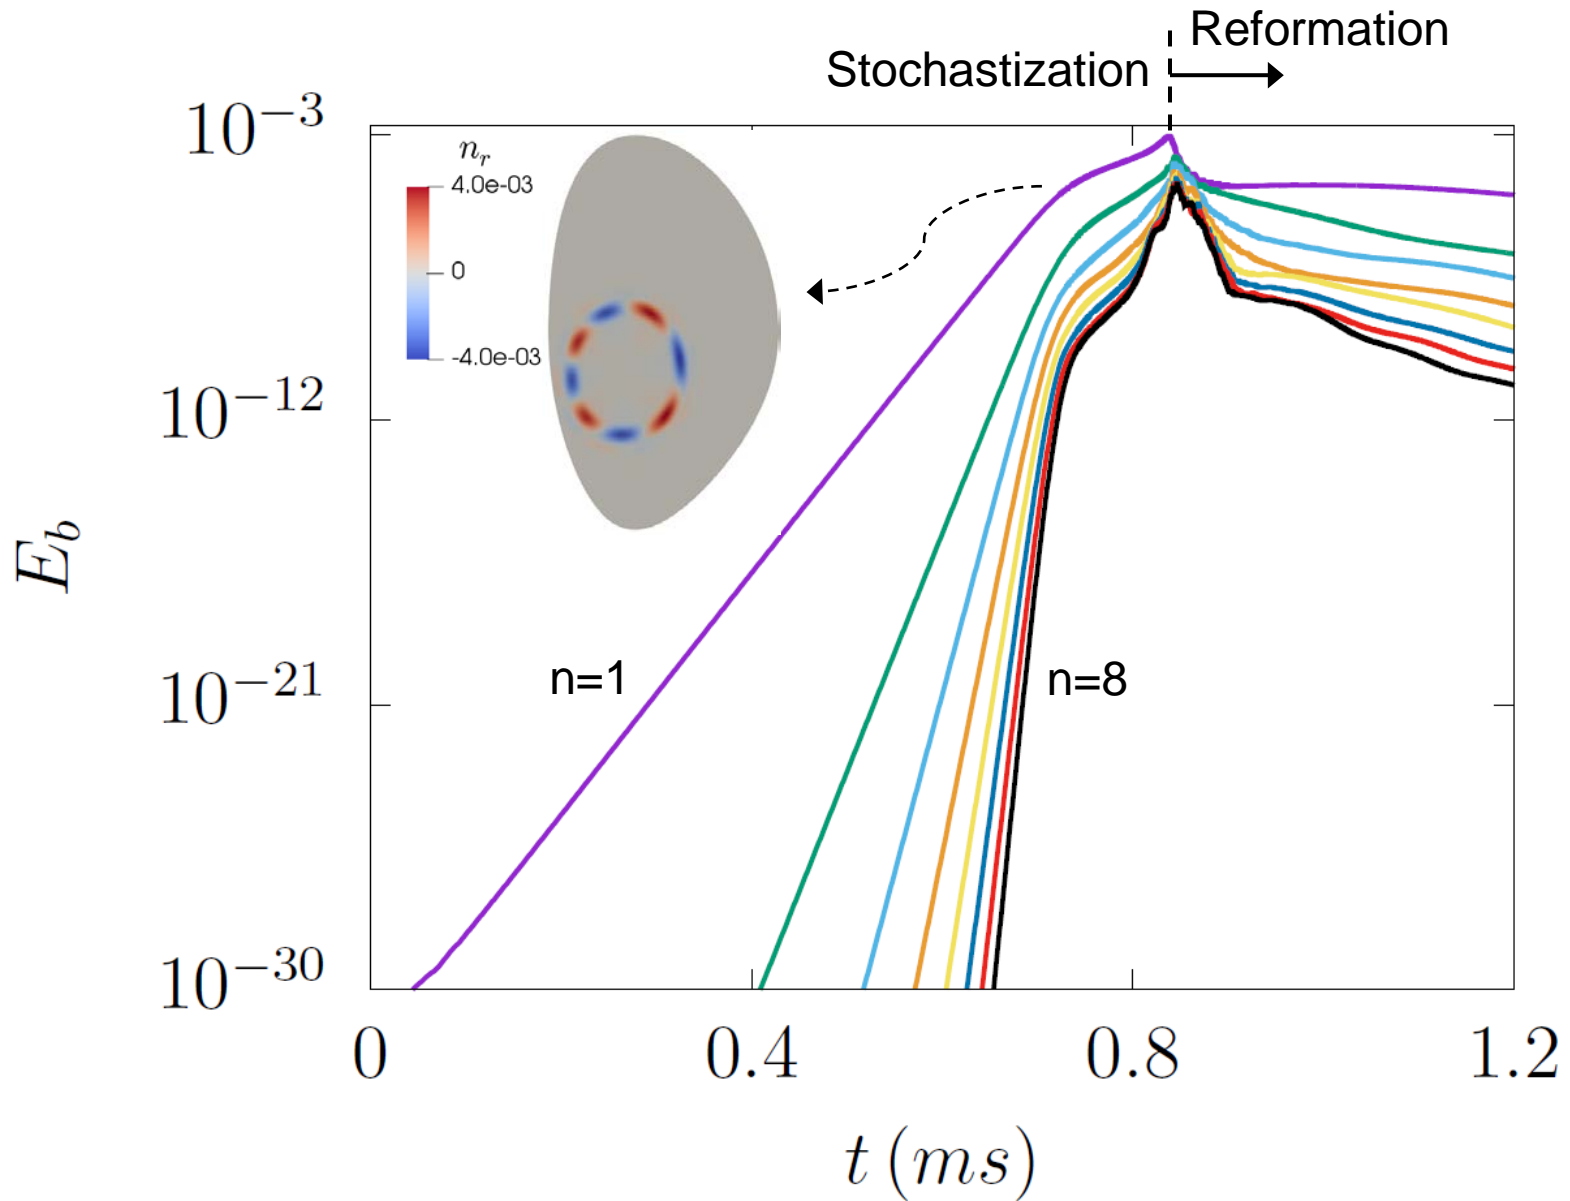 Reformation
Stochastization
10⁻³
n_r
4.0e-03
0
-4.0e-03
10⁻¹²
E_b
n=1
n=8
10⁻²¹
10⁻³⁰
0
0.4
0.8
1.2
t (ms)